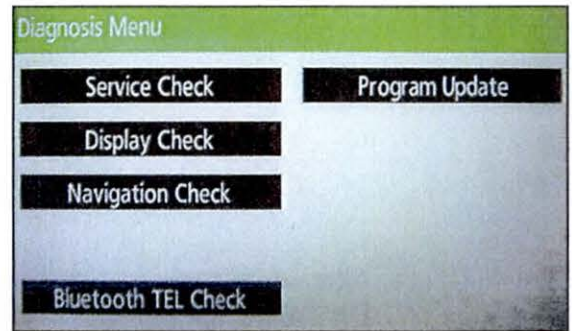 Diagnosis Menu
Service Check
Program Update
Display Check
Navigation Check
Bluetooth TEL Check